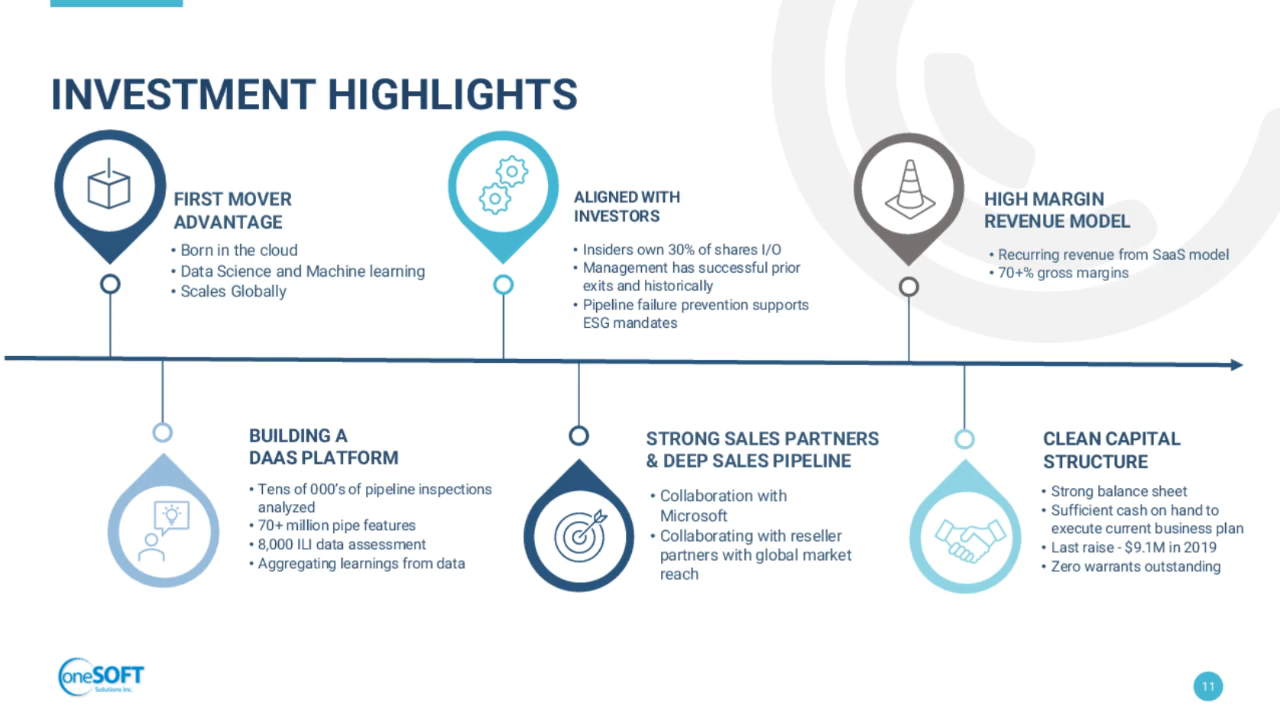 INVESTMENT HIGHLIGHTS
FIRST MOVER
ADVANTAGE
• Born in the cloud
• Data Science and Machine learning
• Scales Globally
ALIGNED WITH
INVESTORS
• Insiders own 30% of shares I/O
• Management has successful prior
exits and historically
• Pipeline failure prevention supports
ESG mandates
HIGH MARGIN
REVENUE MODEL
• Recurring revenue from SaaS model
• 70+% gross margins
BUILDING A
DAAS PLATFORM
• Tens of 000's of pipeline inspections
analyzed
• 70+ million pipe features
• 8,000 ILI data assessment
• Aggregating learnings from data
STRONG SALES PARTNERS
& DEEP SALES PIPELINE
• Collaboration with
Microsoft
• Collaborating with reseller
partners with global market
reach
CLEAN CAPITAL
STRUCTURE
• Strong balance sheet
• Sufficient cash on hand to
execute current business plan
• Last raise - $9.1M in 2019
• Zero warrants outstanding
oneSOFT
Solutions Inc.
11